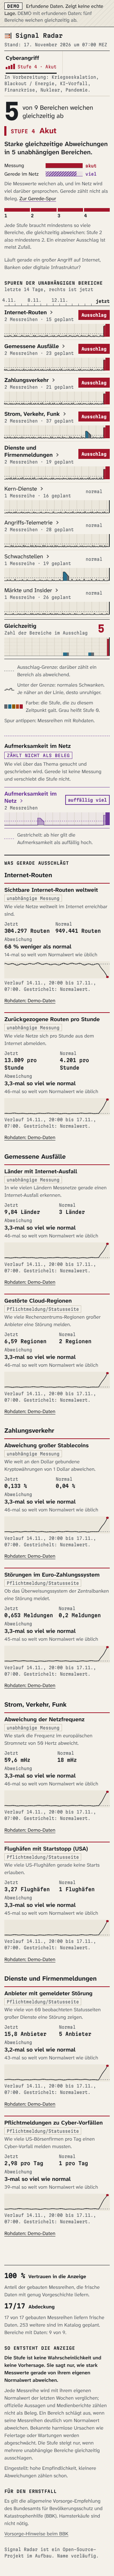 DEMO Erfundene Daten. Zeigt keine echte
Lage. DEMO mit erfundenen Daten: fünf
Bereiche weichen gleichzeitig ab.
Signal Radar
Stand: 17. November 2026 um 07:00 MEZ
Cyberangriff
Stufe 4 · Akut
In Vorbereitung: Kriegseskalation,
Blackout / Energie, KI-Vorfall,
Finanzkrise, Nuklear, Pandemie.
5 von 9 Bereichen weichen
gleichzeitig ab
STUFE 4 Akut
Starke gleichzeitige Abweichungen
in 5 unabhängigen Bereichen.
Messung akut
Gerede im Netz viel
Die Messwerte weichen ab, und im Netz wird
viel darüber gesprochen. Gerede zählt nicht als
Beleg. Zur Gerede-Spur
1 2 3 4
Jede Stufe braucht mindestens so viele
Bereiche, die gleichzeitig abweichen. Für Stufe 2
also mindestens 2. Ein einzelner Ausschlag ist
meist Zufall.
Läuft gerade ein großer Angriff auf Internet,
Banken oder digitale Infrastruktur?
SPUREN DER UNABHÄNGIGEN BEREICHE
letzte 14 Tage, rechts ist jetzt
4.11. 8.11. 12.11. jetzt
Internet-Routen > Ausschlag
2 Messreihen · 15 geplant
Gemessene Ausfälle > Ausschlag
2 Messreihen · 23 geplant
Zahlungsverkehr > Ausschlag
2 Messreihen · 21 geplant
Strom, Verkehr, Funk > Ausschlag
2 Messreihen · 37 geplant
Dienste und
Firmenmeldungen > Ausschlag
2 Messreihen · 19 geplant
Kern-Dienste > normal
1 Messreihe · 16 geplant
Angriffs-Telemetrie > normal
2 Messreihen · 28 geplant
Schwachstellen > normal
1 Messreihe · 19 geplant
Märkte und Insider > normal
1 Messreihe · 26 geplant
Gleichzeitig 5
Zahl der Bereiche im Ausschlag
Ausschlag-Grenze: darüber zählt ein
Bereich als abweichend.
Unter der Grenze: normales Schwanken.
Je näher an der Linie, desto unruhiger.
Farbe: die Stufe, die zu diesem
Zeitpunkt galt. Grau heißt Stufe 0.
Spur antippen: Messreihen mit Rohdaten.
Aufmerksamkeit im Netz
ZÄHLT NICHT ALS BELEG
Wie viel über das Thema gesucht und
geschrieben wird. Gerede ist keine Messung
und verschiebt die Stufe nicht.
Aufmerksamkeit im
Netz > auffällig viel
2 Messreihen
Gestrichelt: ab hier gilt die
Aufmerksamkeit als auffällig hoch.
WAS GERADE AUSSCHLÄGT
Internet-Routen
Sichtbare Internet-Routen weltweit
unabhängige Messung
Wie viele Netze weltweit im Internet erreichbar
sind.
Jetzt Normal
304.297 Routen 949.441 Routen
Abweichung
68 % weniger als normal
14-mal so weit vom Normalwert wie üblich
Verlauf 14.11., 20:00 bis 17.11.,
07:00. Gestrichelt: Normalwert.
Rohdaten: Demo-Daten
Zurückgezogene Routen pro Stunde
unabhängige Messung
Wie viele Netze sich pro Stunde aus dem
Internet abmelden.
Jetzt Normal
13.809 pro 4.201 pro
Stunde Stunde
Abweichung
3,3-mal so viel wie normal
46-mal so weit vom Normalwert wie üblich
Verlauf 14.11., 20:00 bis 17.11.,
07:00. Gestrichelt: Normalwert.
Rohdaten: Demo-Daten
Gemessene Ausfälle
Länder mit Internet-Ausfall
unabhängige Messung
In wie vielen Ländern Messnetze gerade einen
Internet-Ausfall erkennen.
Jetzt Normal
9,84 Länder 3 Länder
Abweichung
3,3-mal so viel wie normal
46-mal so weit vom Normalwert wie üblich
Verlauf 14.11., 20:00 bis 17.11.,
07:00. Gestrichelt: Normalwert.
Rohdaten: Demo-Daten
Gestörte Cloud-Regionen
Pflichtmeldung/Statusseite
Wie viele Rechenzentrums-Regionen großer
Anbieter eine Störung melden.
Jetzt Normal
6,59 Regionen 2 Regionen
Abweichung
3,3-mal so viel wie normal
46-mal so weit vom Normalwert wie üblich
Verlauf 14.11., 20:00 bis 17.11.,
07:00. Gestrichelt: Normalwert.
Rohdaten: Demo-Daten
Zahlungsverkehr
Abweichung großer Stablecoins
unabhängige Messung
Wie weit an den Dollar gebundene
Kryptowährungen von 1 Dollar abweichen.
Jetzt Normal
0,133 % 0,04 %
Abweichung
3,3-mal so viel wie normal
46-mal so weit vom Normalwert wie üblich
Verlauf 14.11., 20:00 bis 17.11.,
07:00. Gestrichelt: Normalwert.
Rohdaten: Demo-Daten
Störungen im Euro-Zahlungssystem
Pflichtmeldung/Statusseite
Ob das Überweisungssystem der Zentralbanken
eine Störung meldet.
Jetzt Normal
0,653 Meldungen 0,2 Meldungen
Abweichung
3,3-mal so viel wie normal
45-mal so weit vom Normalwert wie üblich
Verlauf 14.11., 20:00 bis 17.11.,
07:00. Gestrichelt: Normalwert.
Rohdaten: Demo-Daten
Strom, Verkehr, Funk
Abweichung der Netzfrequenz
unabhängige Messung
Wie stark die Frequenz im europäischen
Stromnetz von 50 Hertz abweicht.
Jetzt Normal
59,6 mHz 18 mHz
Abweichung
3,3-mal so viel wie normal
46-mal so weit vom Normalwert wie üblich
Verlauf 14.11., 20:00 bis 17.11.,
07:00. Gestrichelt: Normalwert.
Rohdaten: Demo-Daten
Flughäfen mit Startstopp (USA)
Pflichtmeldung/Statusseite
Wie viele US-Flughäfen gerade keine Starts
erlauben.
Jetzt Normal
3,27 Flughäfen 1 Flughäfen
Abweichung
3,3-mal so viel wie normal
45-mal so weit vom Normalwert wie üblich
Verlauf 14.11., 20:00 bis 17.11.,
07:00. Gestrichelt: Normalwert.
Rohdaten: Demo-Daten
Dienste und Firmenmeldungen
Anbieter mit gemeldeter Störung
Pflichtmeldung/Statusseite
Wie viele von 50 beobachteten Statusseiten
großer Dienste eine Störung zeigen.
Jetzt Normal
15,8 Anbieter 5 Anbieter
Abweichung
3,2-mal so viel wie normal
43-mal so weit vom Normalwert wie üblich
Verlauf 14.11., 20:00 bis 17.11.,
07:00. Gestrichelt: Normalwert.
Rohdaten: Demo-Daten
Pflichtmeldungen zu Cyber-Vorfällen
Pflichtmeldung/Statusseite
Wie viele US-Börsenfirmen pro Tag einen
Cyber-Vorfall melden mussten.
Jetzt Normal
2,98 pro Tag 1 pro Tag
Abweichung
3-mal so viel wie normal
39-mal so weit vom Normalwert wie üblich
Verlauf 14.11., 20:00 bis 17.11.,
07:00. Gestrichelt: Normalwert.
Rohdaten: Demo-Daten
100 % Vertrauen in die Anzeige
Anteil der gebauten Messreihen, die frische
Daten mit genug Vorgeschichte liefern.
17/17 Abdeckung
17 von 17 gebauten Messreihen liefern frische
Daten. 253 weitere sind im Katalog geplant.
Bereiche mit Daten: 9 von 9.
SO ENTSTEHT DIE ANZEIGE
Die Stufe ist keine Wahrscheinlichkeit und
keine Vorhersage. Sie sagt nur, wie stark
Messwerte gerade von ihrem eigenen
Normalwert abweichen.
Jede Messreihe wird mit ihrem eigenen
Normalwert der letzten Wochen verglichen.
Offizielle Aussagen und Medienberichte zählen
nicht als Beleg. Ein Bereich schlägt aus, wenn
seine Messreihen deutlich vom Normalwert
abweichen. Bekannte harmlose Ursachen wie
Feiertage oder Wartungen werden
abgeschwächt. Die Stufe steigt nur, wenn
mehrere unabhängige Bereiche gleichzeitig
ausschlagen.
Eingestellt: hohe Empfindlichkeit, kleinere
Abweichungen zählen schon.
FÜR DEN ERNSTFALL
Es gilt die allgemeine Vorsorge-Empfehlung
des Bundesamts für Bevölkerungsschutz und
Katastrophenhilfe (BBK). Hamsterkäufe sind
nicht nötig.
Vorsorge-Hinweise beim BBK
Signal Radar ist ein Open-Source-
Projekt im Aufbau. Name vorläufig.